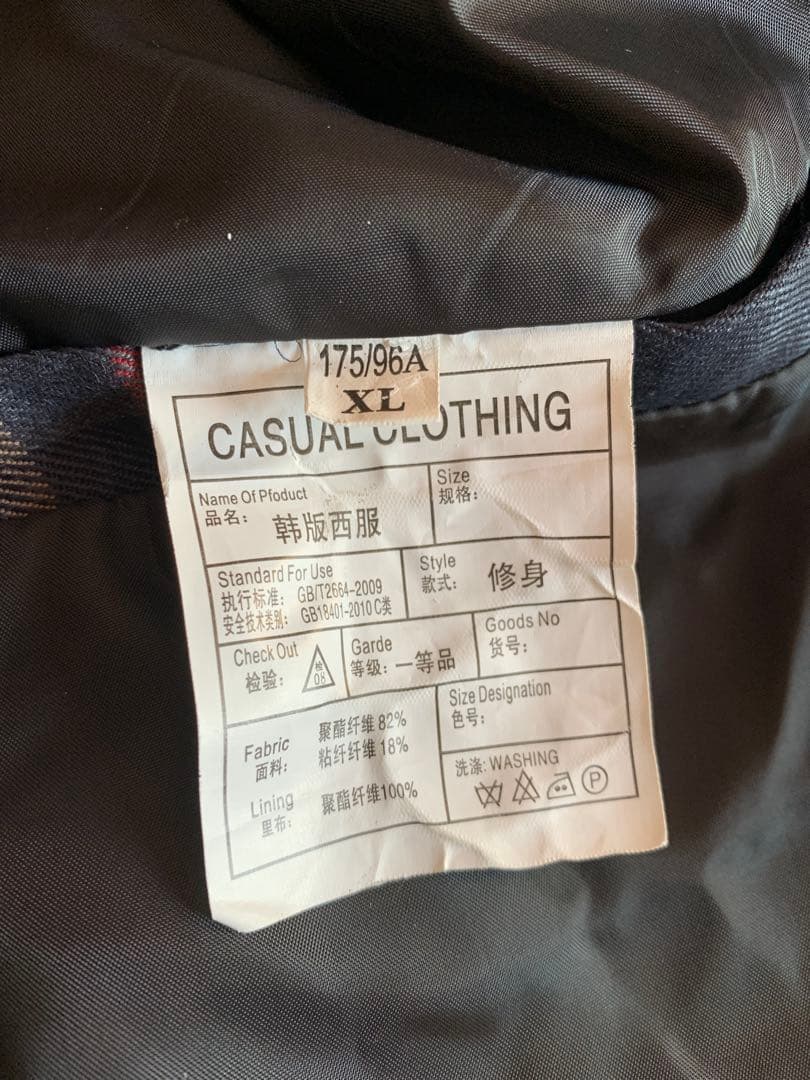 175/96A
XL
CASUAL CLOTHING
Name Of Pfoduct
品名: 韩版西服
Size
规格:
Standard For Use
执行标准: GB/T2664-2009
安全技术类别: GB18401-2010 C类
Style
款式: 修身
Check Out
检验: 检 08
Garde
等级: 一等品
Goods No
货号:
Fabric
面料:
聚酯纤维 82%
粘纤纤维 18%
Lining
里布:
聚酯纤维100%
Size Designation
色号:
洗涤: WASHING
P